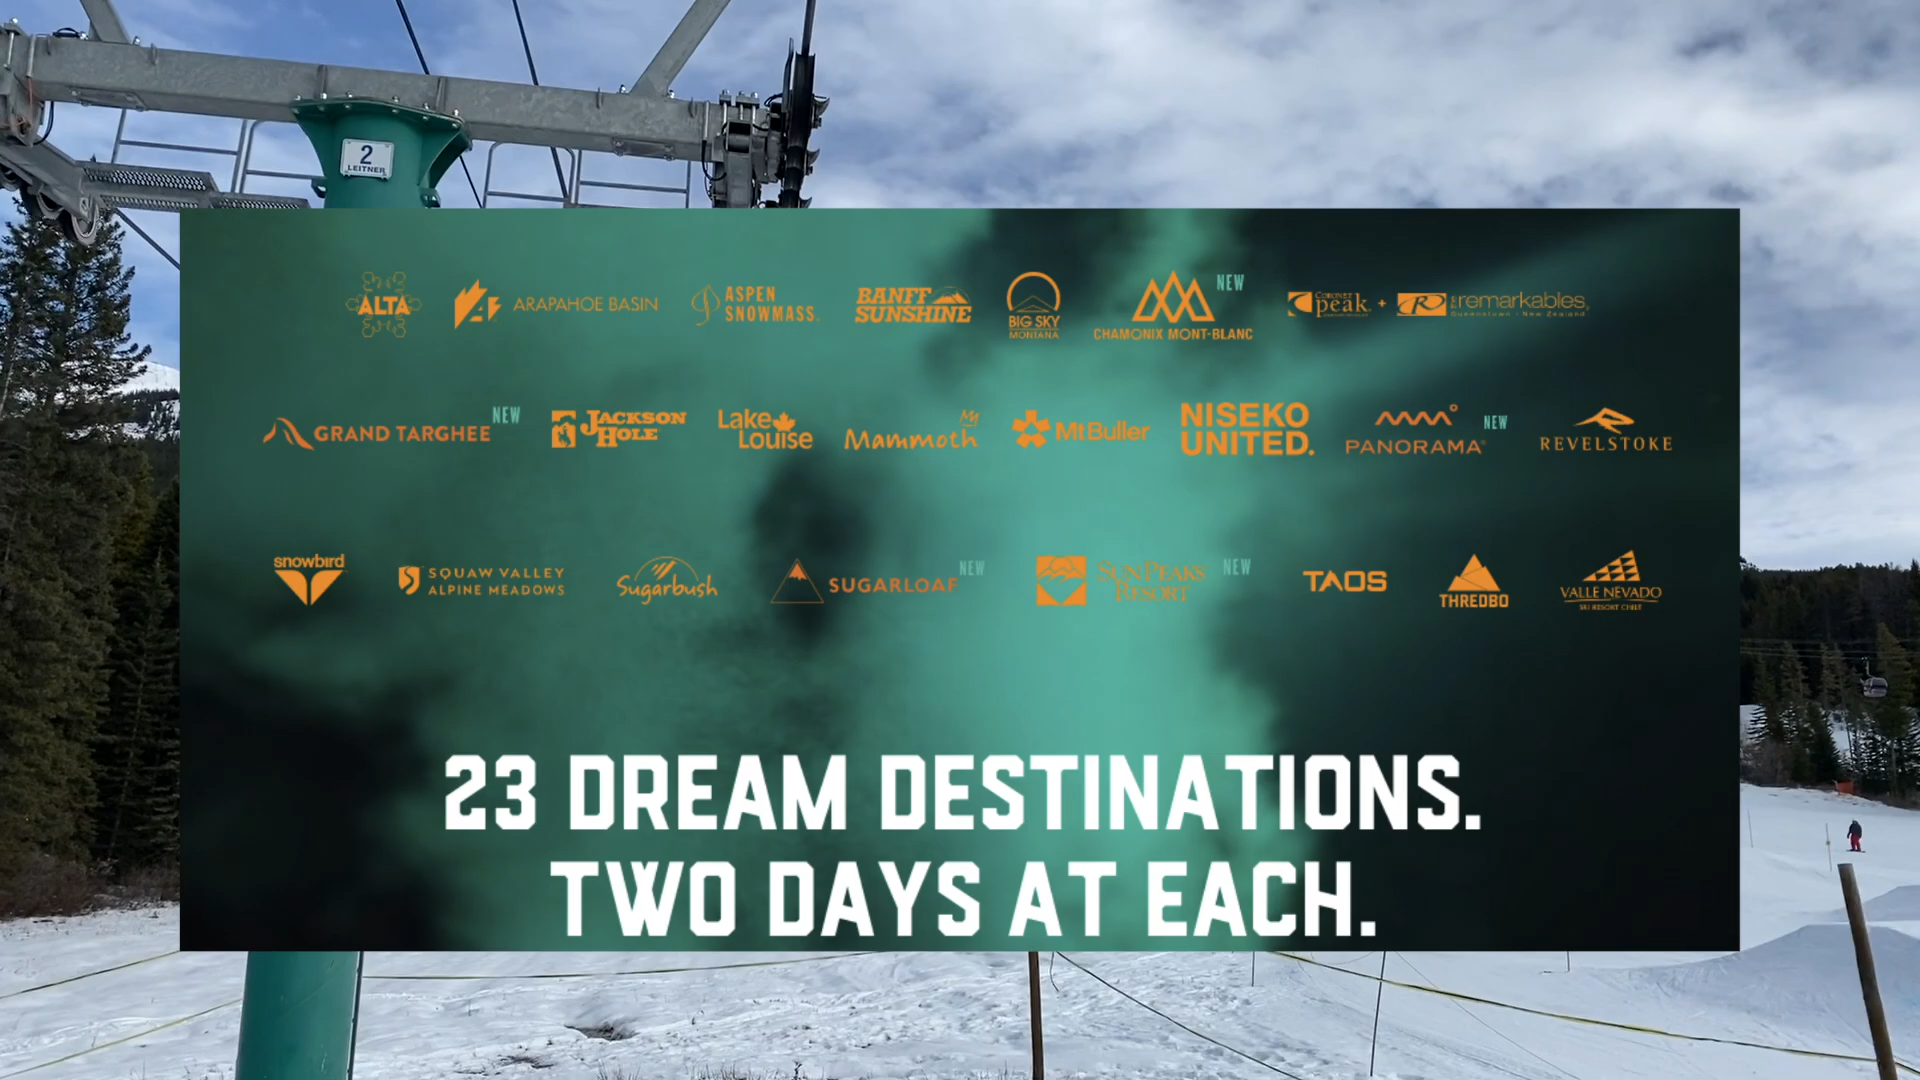 2
LEITNER
ALTA
ARAPAHOE BASIN
ASPEN
SNOWMASS.
BANFF
SUNSHINE
BIG SKY
MONTANA
NEW
CHAMONIX MONT-BLANC
CORONET
peak. +
R
THE remarkables.
Queenstown - New Zealand
GRAND TARGHEE NEW
JACKSON
HOLE
Lake
Louise
Mammoth
Mt Buller
NISEKO
UNITED.
PANORAMA NEW
REVELSTOKE
snowbird
SQUAW VALLEY
ALPINE MEADOWS
Sugarbush
SUGARLOAF NEW
SUN PEAKS
RESORT
NEW
TAOS
THREDBO
VALLE NEVADO
SKI RESORT CHILE
23 DREAM DESTINATIONS.
TWO DAYS AT EACH.